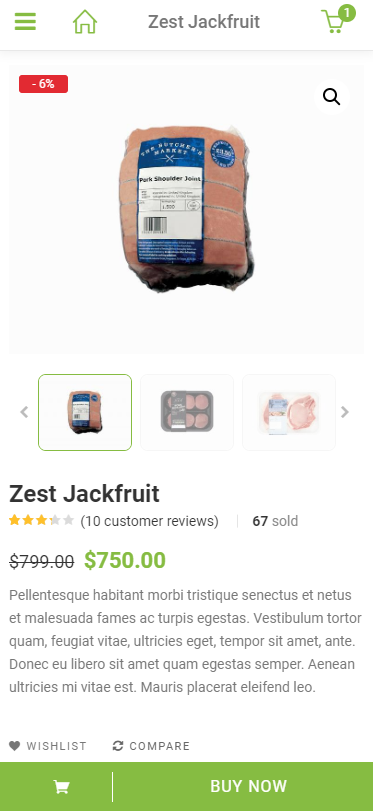 Zest Jackfruit
1
- 6%
THE BUTCHER'S
MARKET
Pork Shoulder Joint
1.500
Zest Jackfruit
(10 customer reviews)
67 sold
$799.00 $750.00
Pellentesque habitant morbi tristique senectus et netus
et malesuada fames ac turpis egestas. Vestibulum tortor
quam, feugiat vitae, ultricies eget, tempor sit amet, ante.
Donec eu libero sit amet quam egestas semper. Aenean
ultricies mi vitae est. Mauris placerat eleifend leo.
WISHLIST COMPARE
BUY NOW